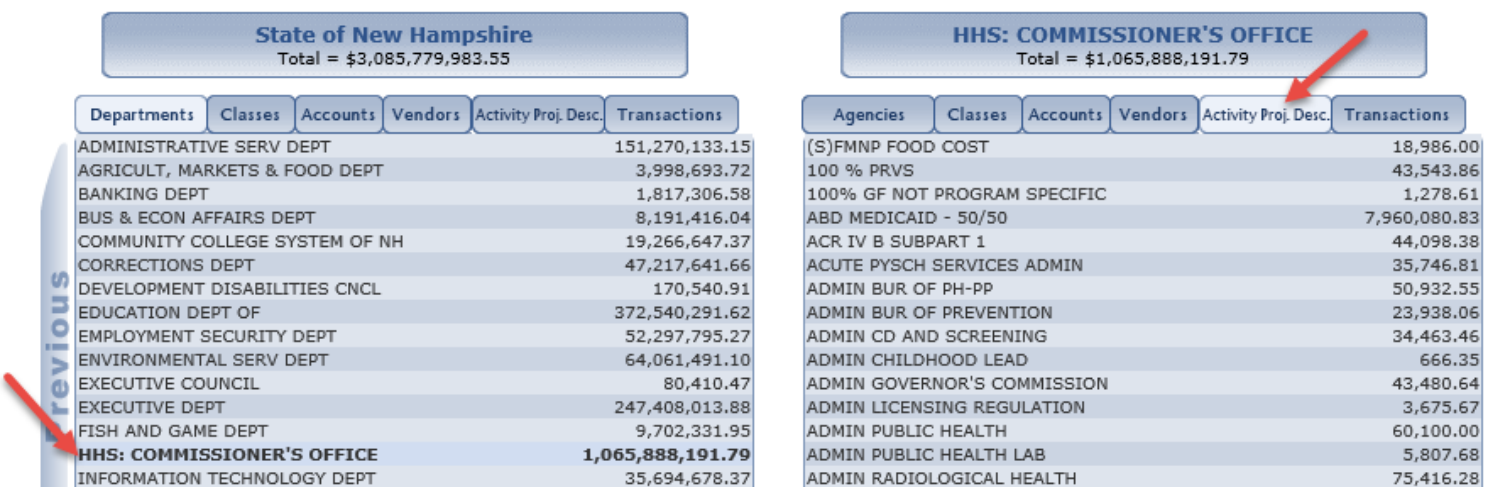 State of New Hampshire
Total = $3,085,779,983.55
Departments Classes Accounts Vendors Activity Proj. Desc. Transactions
ADMINISTRATIVE SERV DEPT 151,270,133.15
AGRICULT, MARKETS & FOOD DEPT 3,998,693.72
BANKING DEPT 1,817,306.58
BUS & ECON AFFAIRS DEPT 8,191,416.04
COMMUNITY COLLEGE SYSTEM OF NH 19,266,647.37
CORRECTIONS DEPT 47,217,641.66
DEVELOPMENT DISABILITIES CNCL 170,540.91
EDUCATION DEPT OF 372,540,291.62
EMPLOYMENT SECURITY DEPT 52,297,795.27
ENVIRONMENTAL SERV DEPT 64,061,491.10
EXECUTIVE COUNCIL 80,410.47
EXECUTIVE DEPT 247,408,013.88
FISH AND GAME DEPT 9,702,331.95
HHS: COMMISSIONER'S OFFICE 1,065,888,191.79
INFORMATION TECHNOLOGY DEPT 35,694,678.37
Previous
HHS: COMMISSIONER'S OFFICE
Total = $1,065,888,191.79
Agencies Classes Accounts Vendors Activity Proj. Desc. Transactions
(S)FMNP FOOD COST 18,986.00
100 % PRVS 43,543.86
100% GF NOT PROGRAM SPECIFIC 1,278.61
ABD MEDICAID - 50/50 7,960,080.83
ACR IV B SUBPART 1 44,098.38
ACUTE PYSCH SERVICES ADMIN 35,746.81
ADMIN BUR OF PH-PP 50,932.55
ADMIN BUR OF PREVENTION 23,938.06
ADMIN CD AND SCREENING 34,463.46
ADMIN CHILDHOOD LEAD 666.35
ADMIN GOVERNOR'S COMMISSION 43,480.64
ADMIN LICENSING REGULATION 3,675.67
ADMIN PUBLIC HEALTH 60,100.00
ADMIN PUBLIC HEALTH LAB 5,807.68
ADMIN RADIOLOGICAL HEALTH 75,416.28